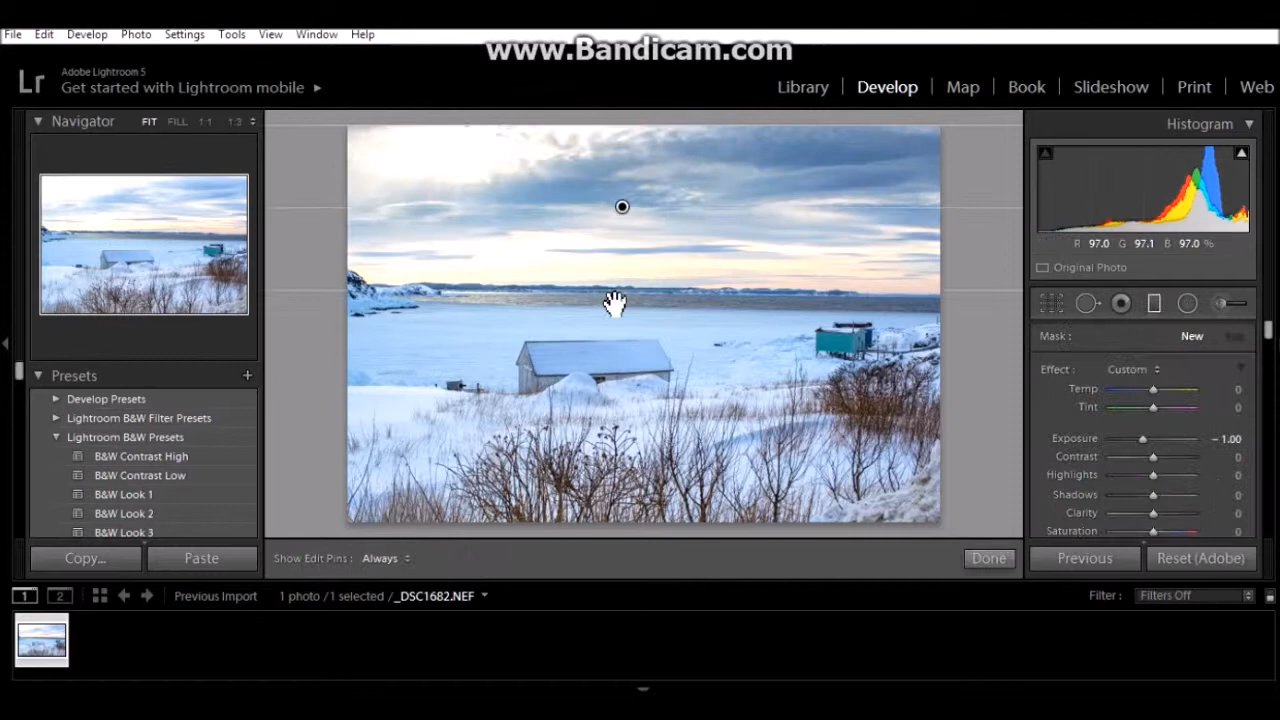 File Edit Develop Photo Settings Tools View Window Help
www.Bandicam.com
Lr
Adobe Lightroom 5
Get started with Lightroom mobile
Library Develop Map Book Slideshow Print Web
Navigator FIT FILL 1:1 1:3
Presets
Develop Presets
Lightroom B&W Filter Presets
Lightroom B&W Presets
B&W Contrast High
B&W Contrast Low
B&W Look 1
B&W Look 2
B&W Look 3
Copy... Paste
Show Edit Pins : Always
Done
Histogram
R 97.0 G 97.1 B 97.0 %
Original Photo
Mask : New
Effect : Custom
Temp 0
Tint 0
Exposure – 1.00
Contrast 0
Highlights 0
Shadows 0
Clarity 0
Saturation 0
Previous Reset (Adobe)
1 2 Previous Import 1 photo / 1 selected / _DSC1682.NEF
Filter : Filters Off